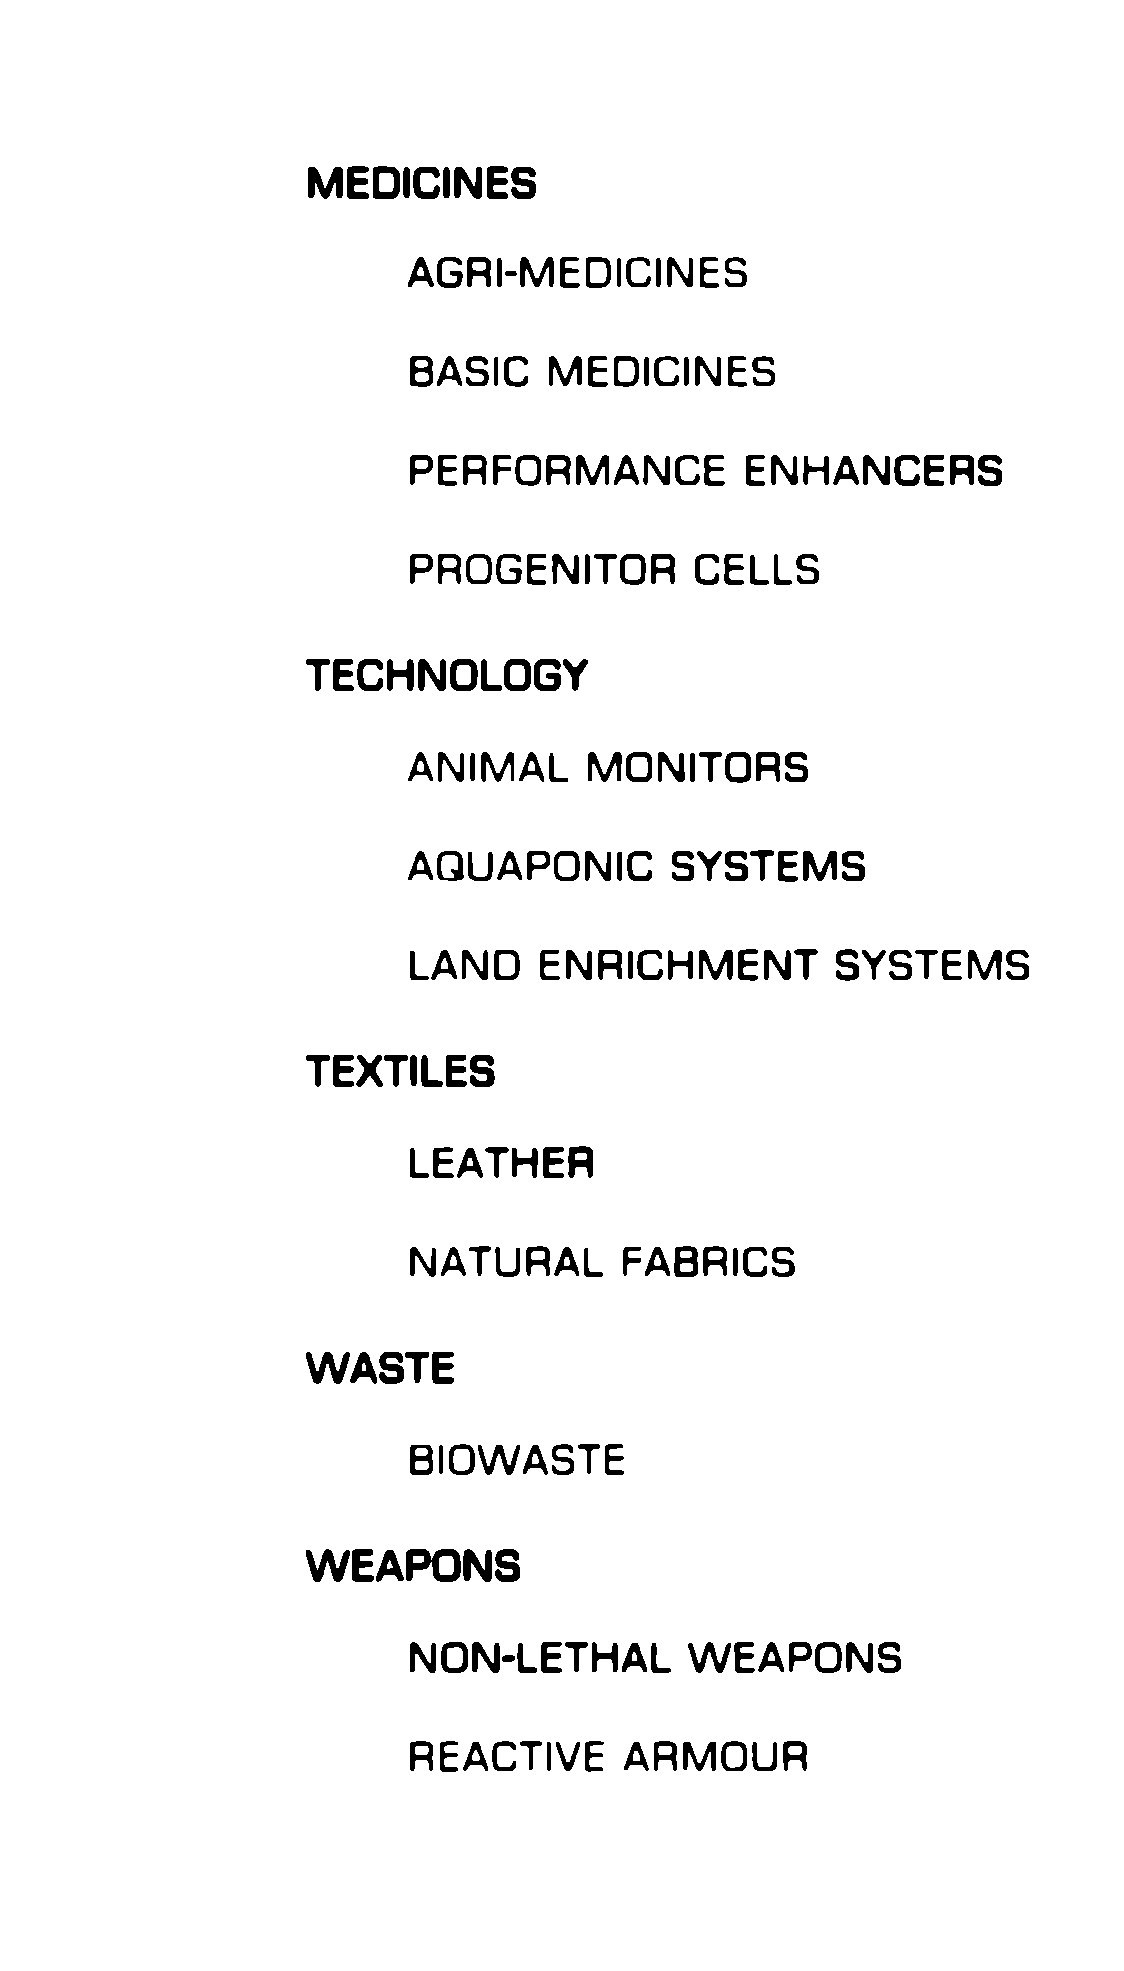 MEDICINES
AGRI-MEDICINES
BASIC MEDICINES
PERFORMANCE ENHANCERS
PROGENITOR CELLS
TECHNOLOGY
ANIMAL MONITORS
AQUAPONIC SYSTEMS
LAND ENRICHMENT SYSTEMS
TEXTILES
LEATHER
NATURAL FABRICS
WASTE
BIOWASTE
WEAPONS
NON-LETHAL WEAPONS
REACTIVE ARMOUR